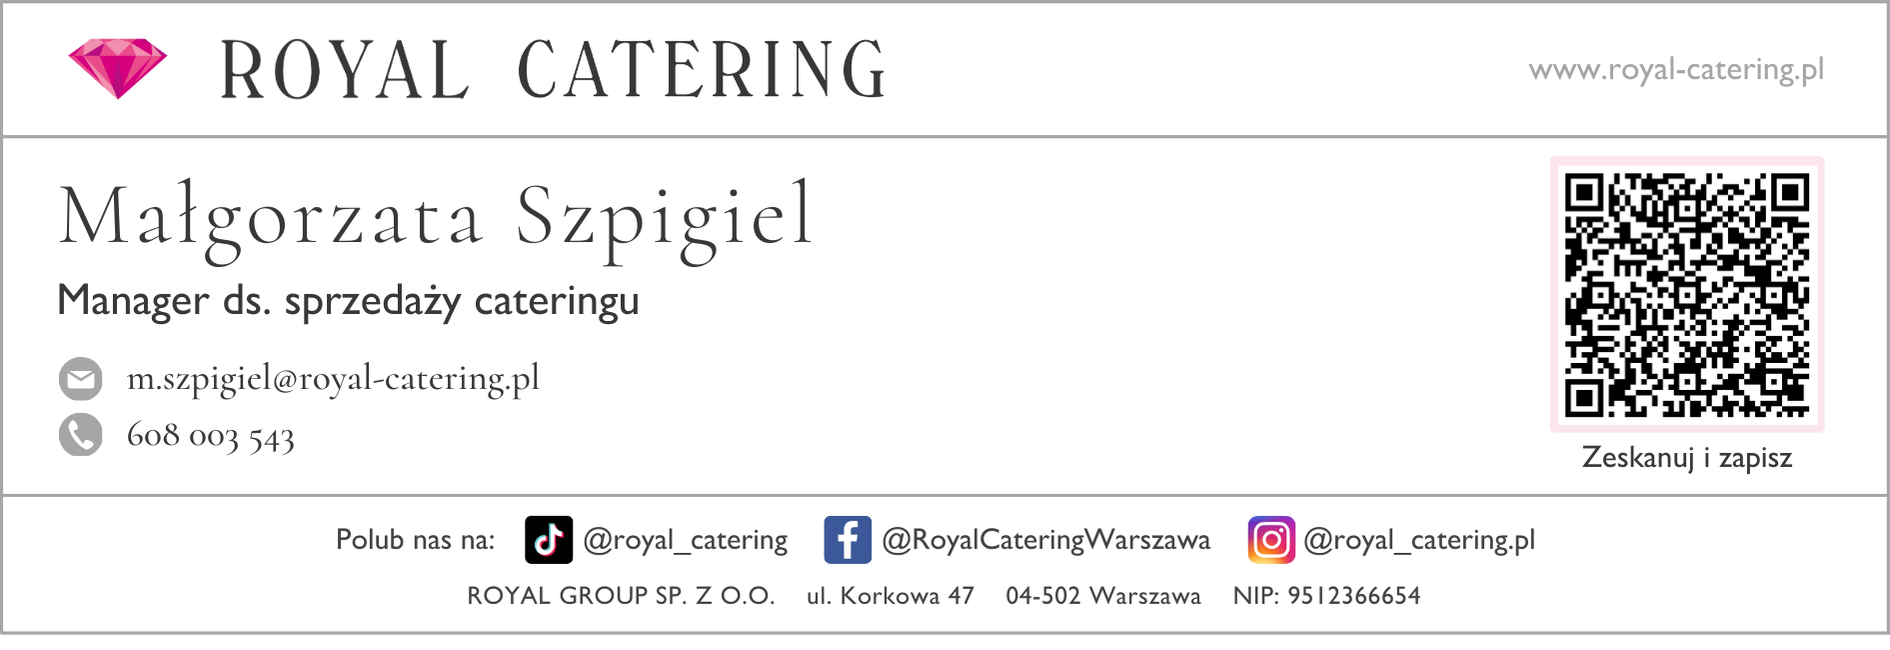 ROYAL CATERING
www.royal-catering.pl
Małgorzata Szpigiel
Manager ds. sprzedaży cateringu
m.szpigiel@royal-catering.pl
608 003 543
Zeskanuj i zapisz
Polub nas na: @royal_catering @RoyalCateringWarszawa @royal_catering.pl
ROYAL GROUP SP. Z O.O. ul. Korkowa 47 04-502 Warszawa NIP: 9512366654